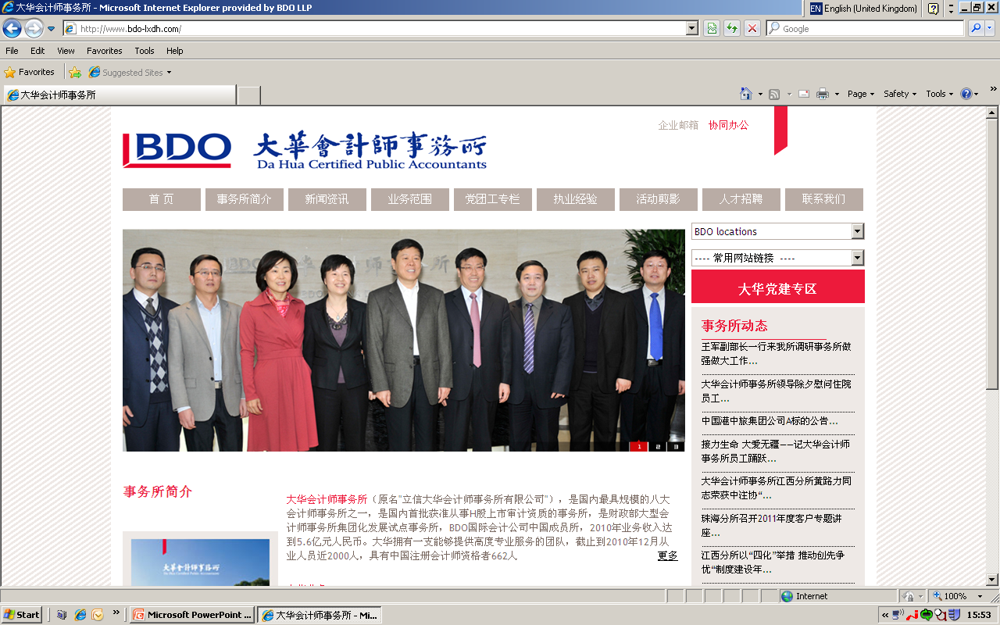 大华会计师事务所 - Microsoft Internet Explorer provided by BDO LLP
EN English (United Kingdom)
http://www.bdo-lxdh.com/
Google
File Edit View Favorites Tools Help
Favorites Suggested Sites
大华会计师事务所
Page Safety Tools
企业邮箱 协同办公
BDO 大華會計師事務所
Da Hua Certified Public Accountants
首 页 事务所简介 新闻资讯 业务范围 党团工专栏 执业经验 活动剪影 人才招聘 联系我们
BDO locations
---- 常用网站链接 ----
大华党建专区
1 2 3
事务所动态
王军副部长一行来我所调研事务所做
强做大工作...
大华会计师事务所领导除夕慰问住院
员工...
中国港中旅集团公司A标的公告...
接力生命 大爱无疆——记大华会计师
事务所员工踊跃...
大华会计师事务所江西分所黄路力同
志荣获中注协“...
珠海分所召开2011年度客户专题讲
座...
江西分所以“四化”举措 推动创先争
忧“制度建设年...
事务所简介
大华会计师事务所（原名"立信大华会计师事务所有限公司"），是国内最具规模的八大
会计师事务所之一，是国内首批获准从事H股上市审计资质的事务所，是财政部大型会
计师事务所集团化发展试点事务所，BDO国际会计公司中国成员所，2010年业务收入达
到5.6亿元人民币。大华拥有一支能够提供高度专业服务的团队，截止到2010年12月从
业人员近2000人，具有中国注册会计师资格者662人
更多
大華會計師事務所
Da Hua Certified Public Accountants
Internet 100%
Start Microsoft PowerPoint ... 大华会计师事务所 - Mi... 15:53